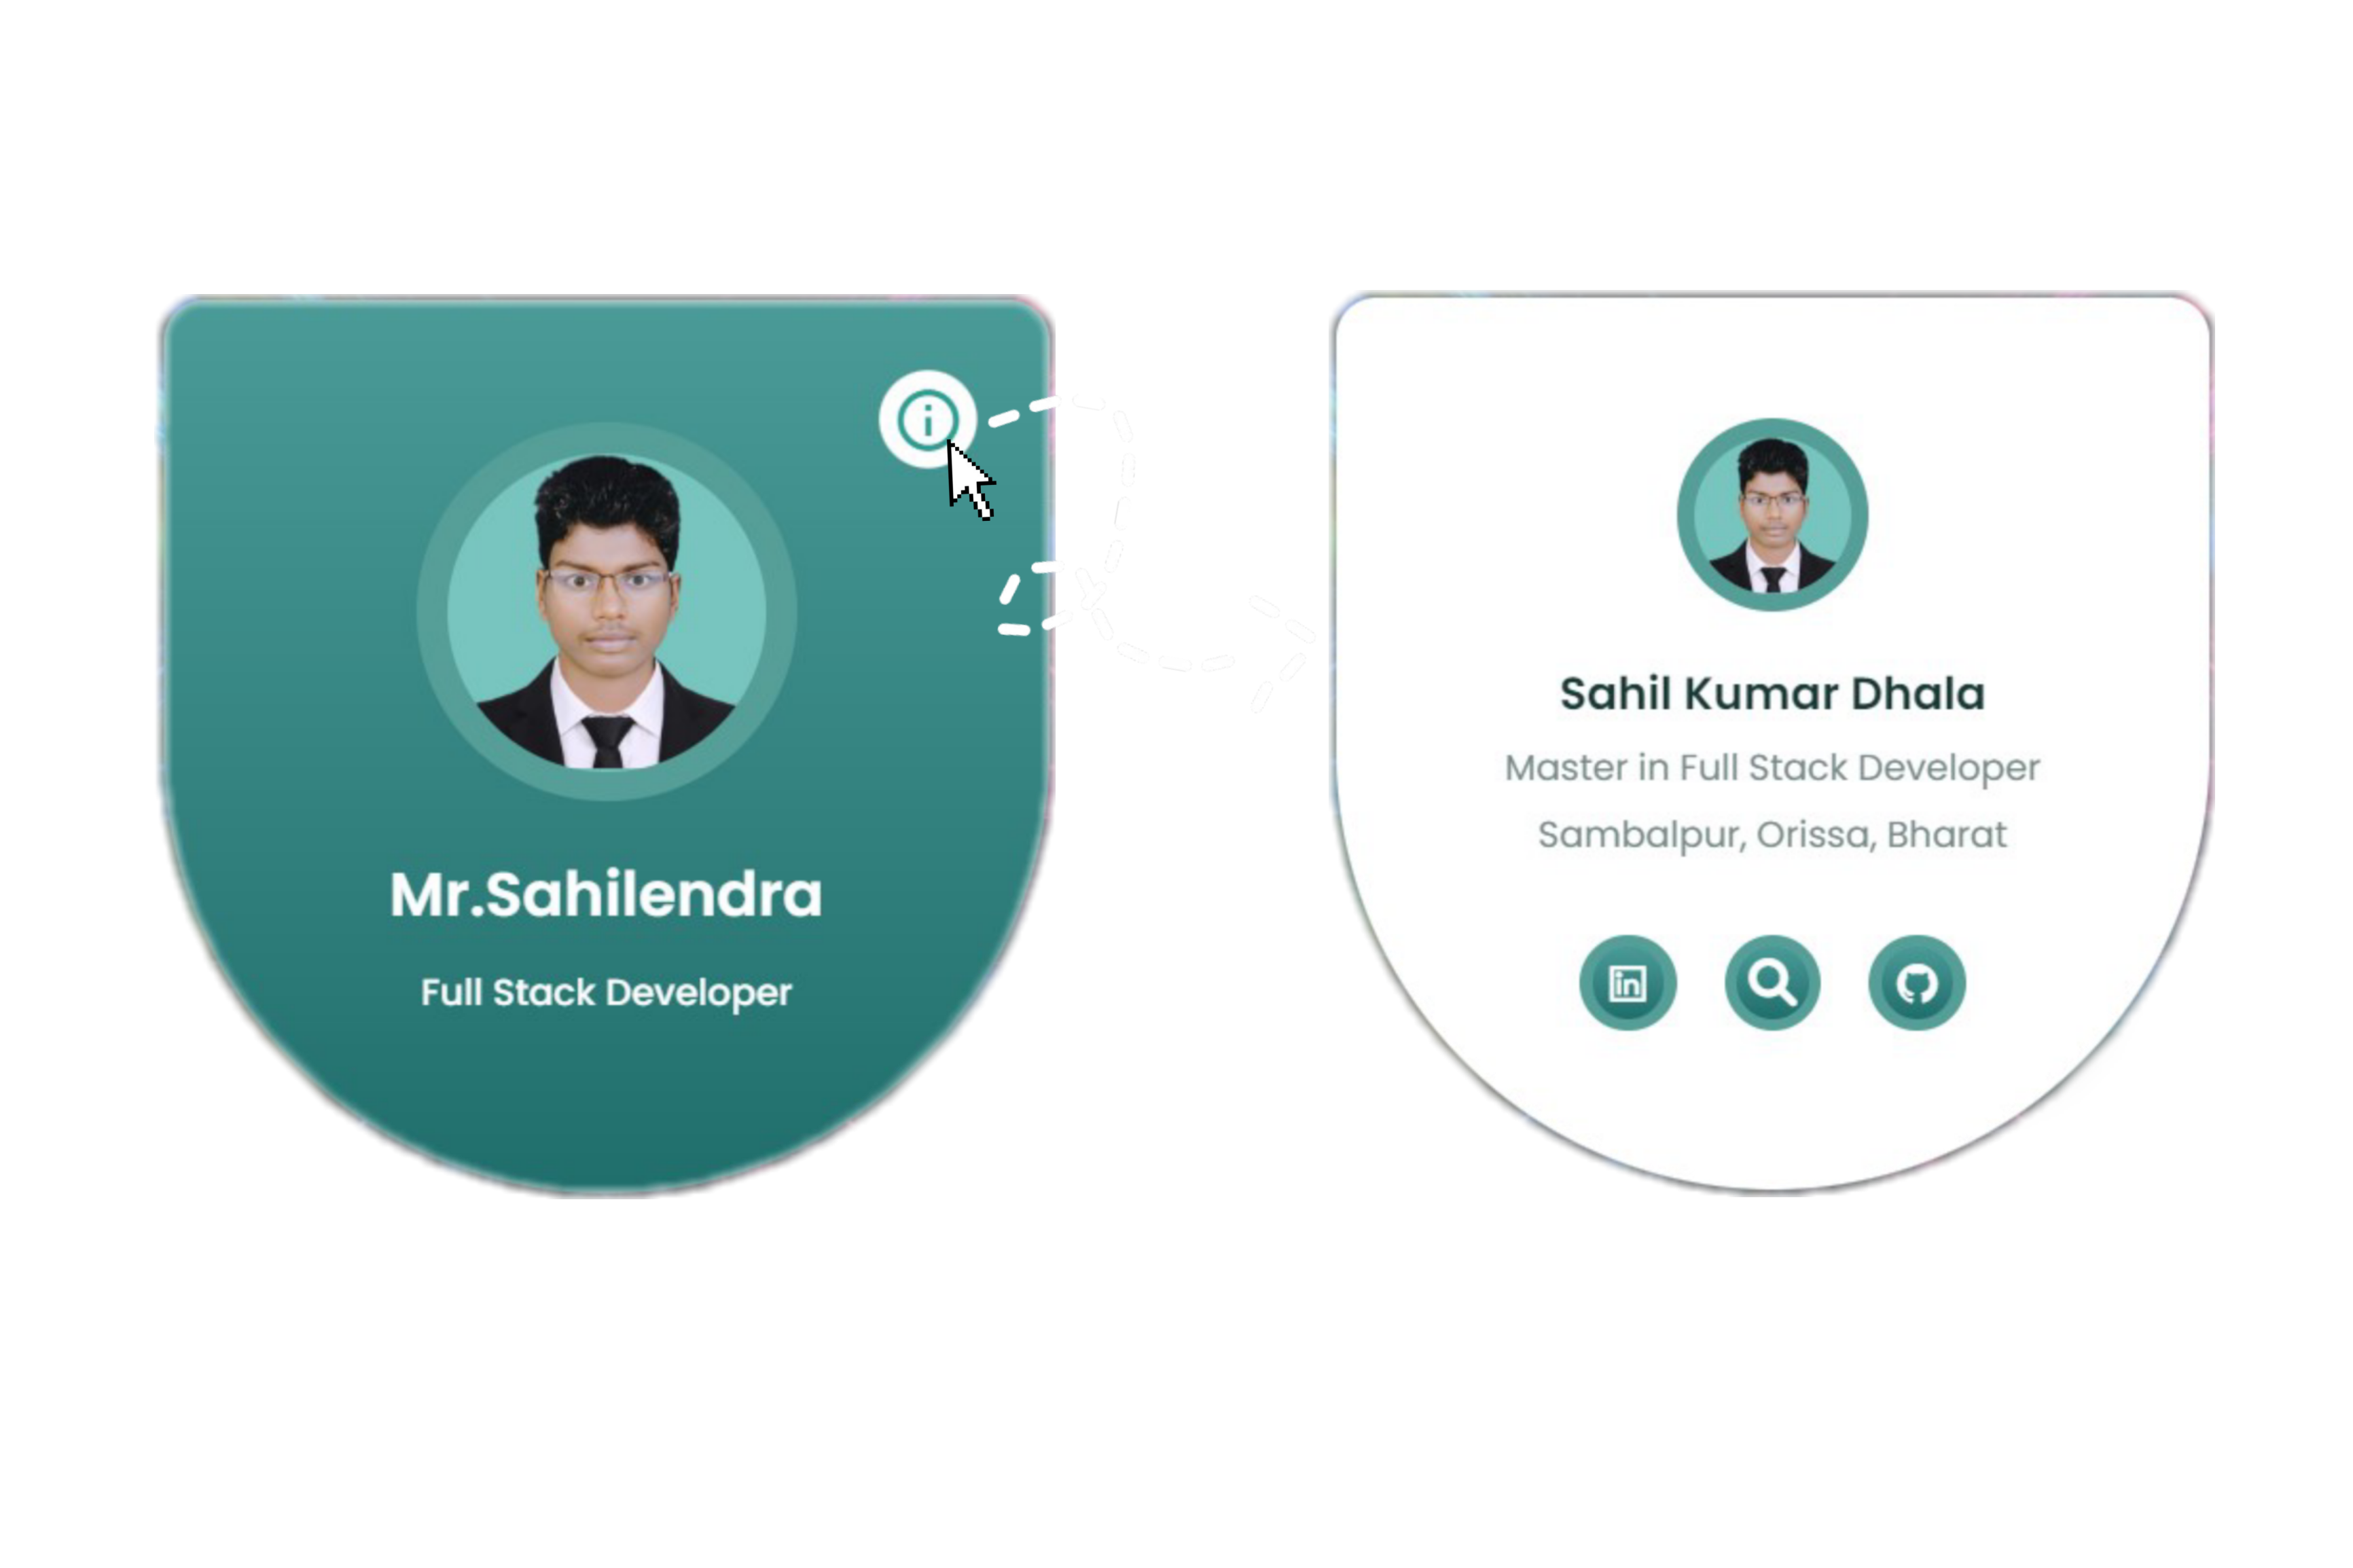 Mr.Sahilendra
Full Stack Developer
Sahil Kumar Dhala
Master in Full Stack Developer
Sambalpur, Orissa, Bharat
in